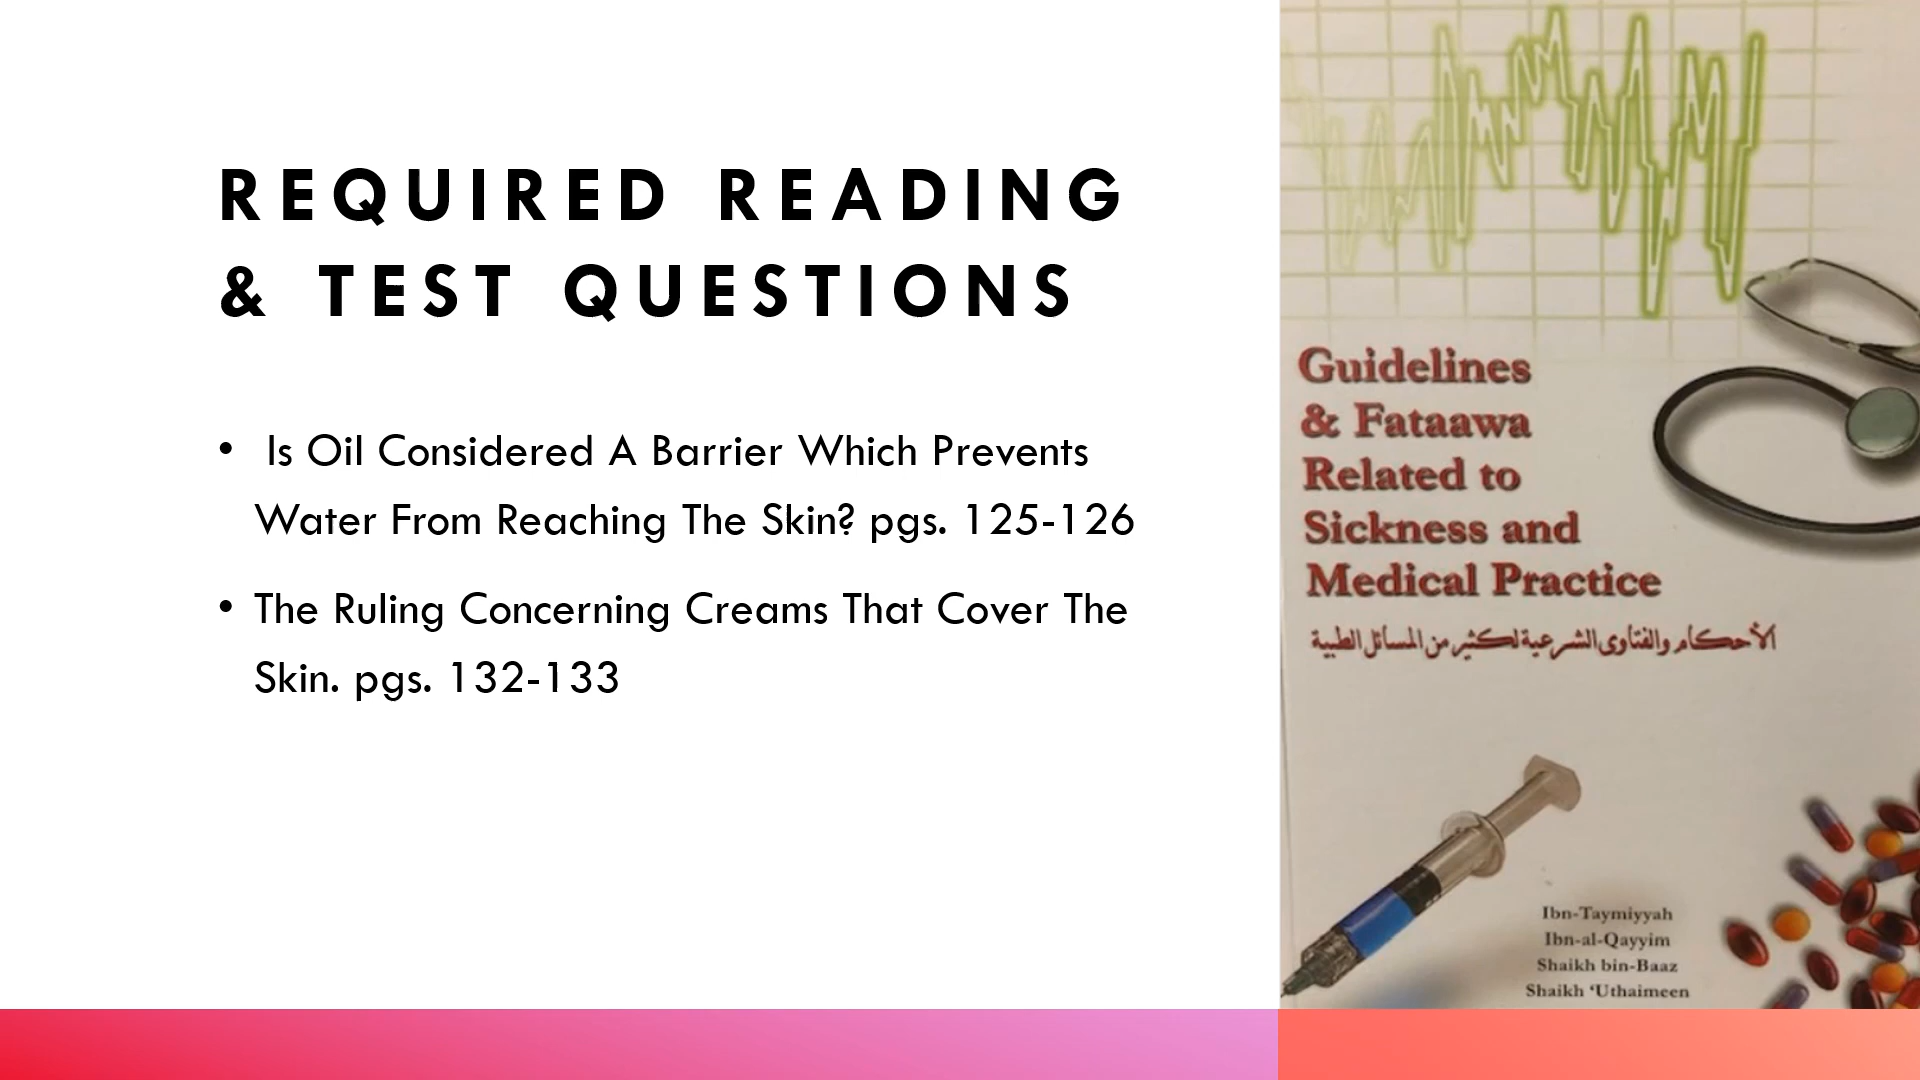 REQUIRED READING
& TEST QUESTIONS
• Is Oil Considered A Barrier Which Prevents
Water From Reaching The Skin? pgs. 125-126
• The Ruling Concerning Creams That Cover The
Skin. pgs. 132-133
Guidelines
& Fataawa
Related to
Sickness and
Medical Practice
الأحكام والفتاوى الشرعية لكثير من المسائل الطبية
Ibn-Taymiyyah
Ibn-al-Qayyim
Shaikh bin-Baaz
Shaikh ‘Uthaimeen